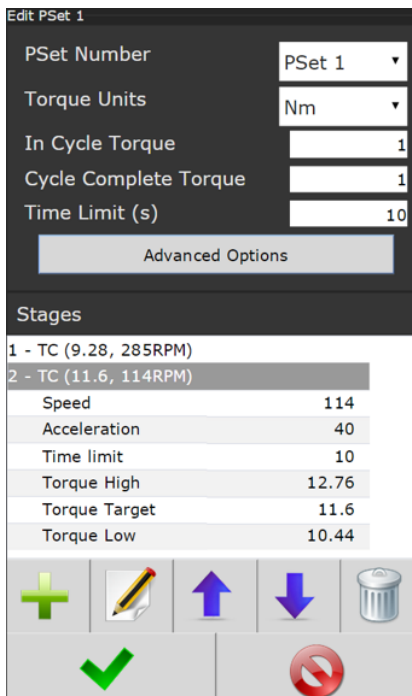 Edit PSet 1
PSet Number PSet 1
Torque Units Nm
In Cycle Torque 1
Cycle Complete Torque 1
Time Limit (s) 10
Advanced Options
Stages
1 - TC (9.28, 285RPM)
2 - TC (11.6, 114RPM)
Speed 114
Acceleration 40
Time limit 10
Torque High 12.76
Torque Target 11.6
Torque Low 10.44